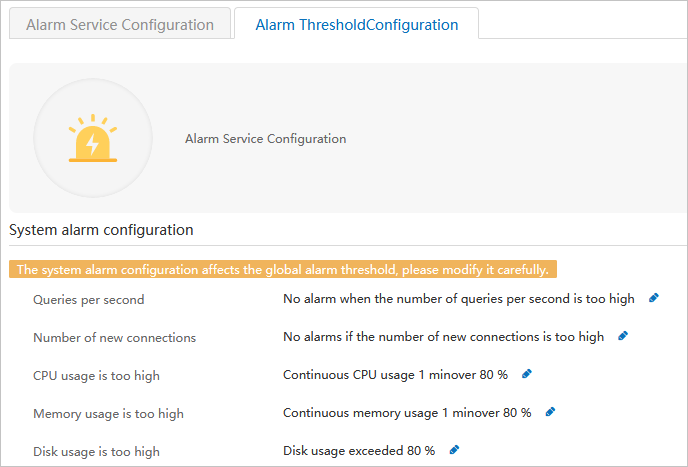 Alarm Service Configuration
Alarm ThresholdConfiguration
Alarm Service Configuration
System alarm configuration
The system alarm configuration affects the global alarm threshold, please modify it carefully.
Queries per second No alarm when the number of queries per second is too high
Number of new connections No alarms if the number of new connections is too high
CPU usage is too high Continuous CPU usage 1 minover 80 %
Memory usage is too high Continuous memory usage 1 minover 80 %
Disk usage is too high Disk usage exceeded 80 %